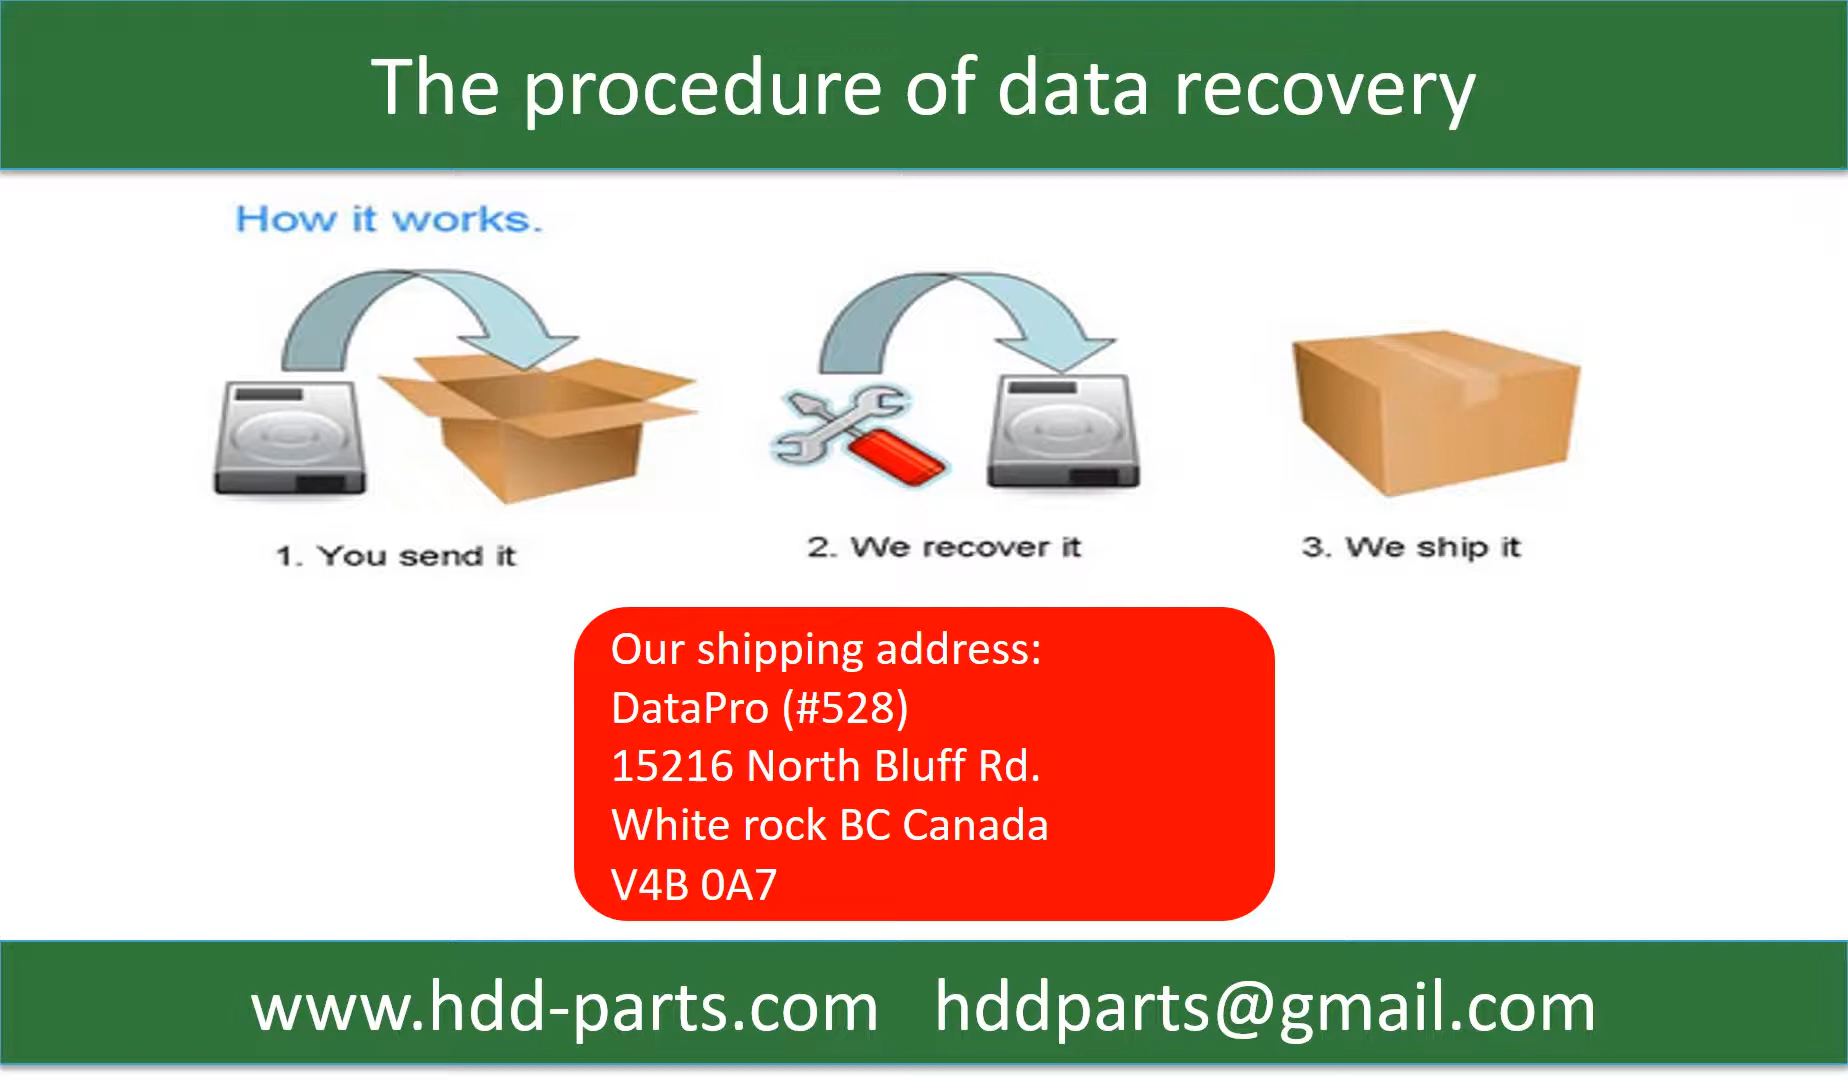 The procedure of data recovery
How it works.
1. You send it
2. We recover it
3. We ship it
Our shipping address:
DataPro (#528)
15216 North Bluff Rd.
White rock BC Canada
V4B 0A7
www.hdd-parts.com hddparts@gmail.com